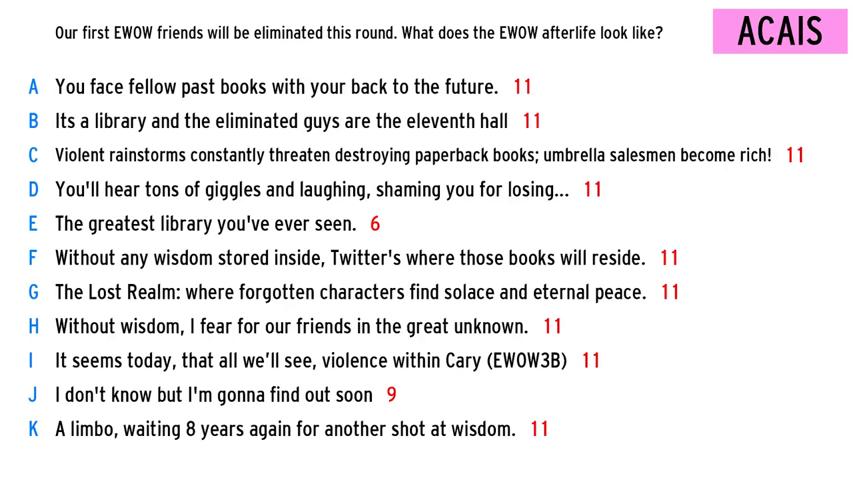 Our first EWOW friends will be eliminated this round. What does the EWOW afterlife look like?
ACAIS
A You face fellow past books with your back to the future. 11
B Its a library and the eliminated guys are the eleventh hall 11
C Violent rainstorms constantly threaten destroying paperback books; umbrella salesmen become rich! 11
D You'll hear tons of giggles and laughing, shaming you for losing... 11
E The greatest library you've ever seen. 6
F Without any wisdom stored inside, Twitter's where those books will reside. 11
G The Lost Realm: where forgotten characters find solace and eternal peace. 11
H Without wisdom, I fear for our friends in the great unknown. 11
I It seems today, that all we'll see, violence within Cary (EWOW3B) 11
J I don't know but I'm gonna find out soon 9
K A limbo, waiting 8 years again for another shot at wisdom. 11